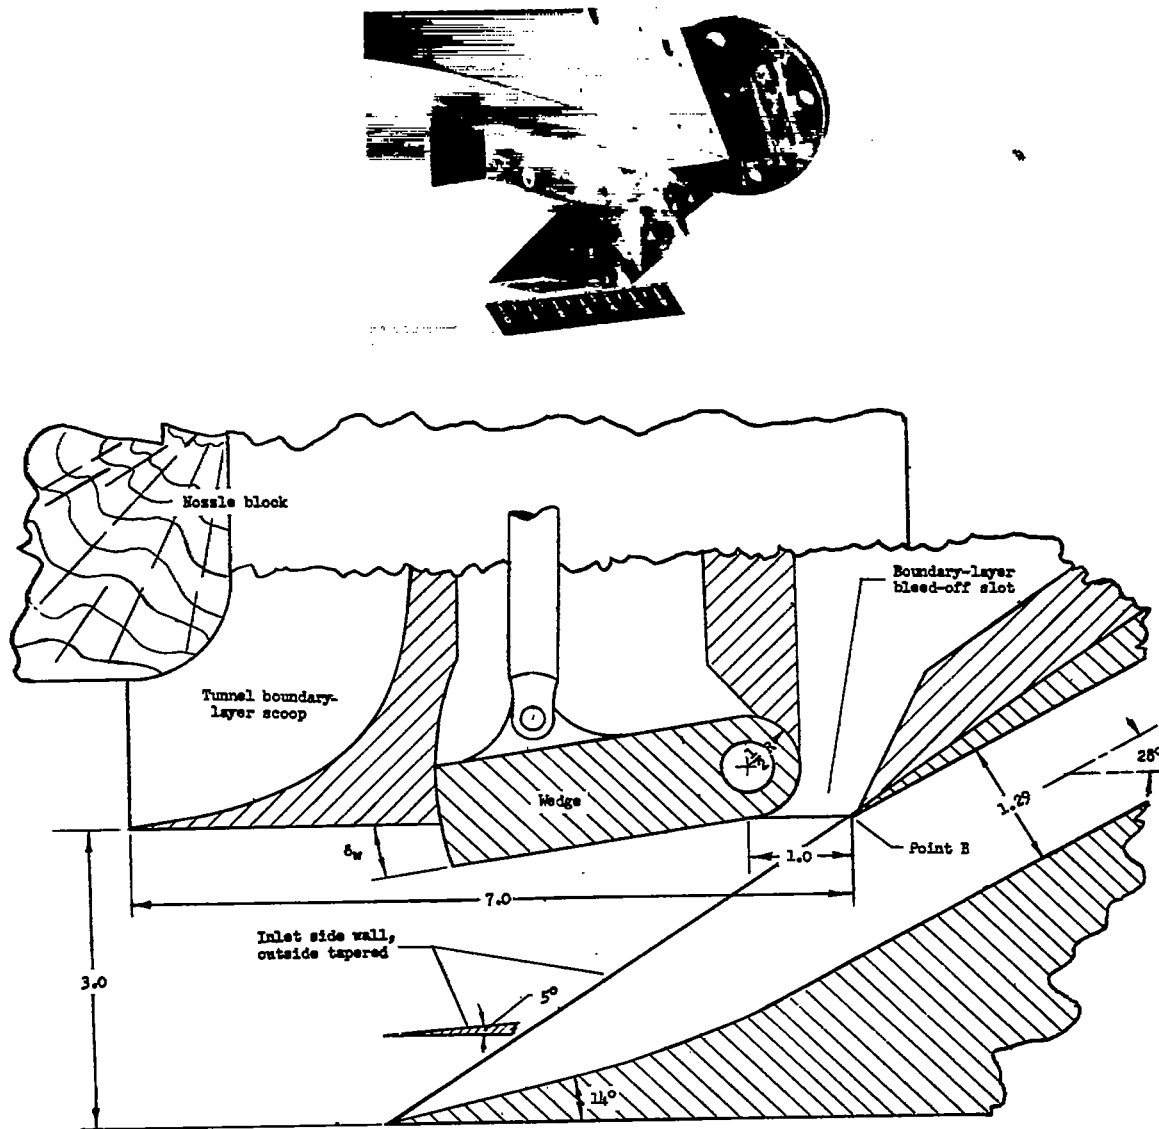 Nozzle block
Boundary-layer
bleed-off slot
Tunnel boundary-
layer scoop
28°
1.29
Wedge
δw
Point B
1.0
7.0
Inlet side wall,
outside tapered
3.0
5°
14°